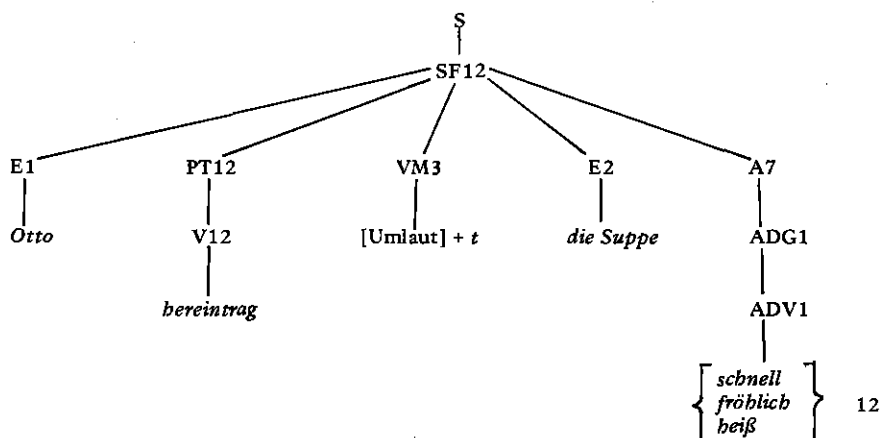 S
SF12
E1 PT12 VM3 E2 A7
Otto V12 [Umlaut] + t die Suppe ADG1
hereintrag ADV1
schnell
fröhlich 12
heiß